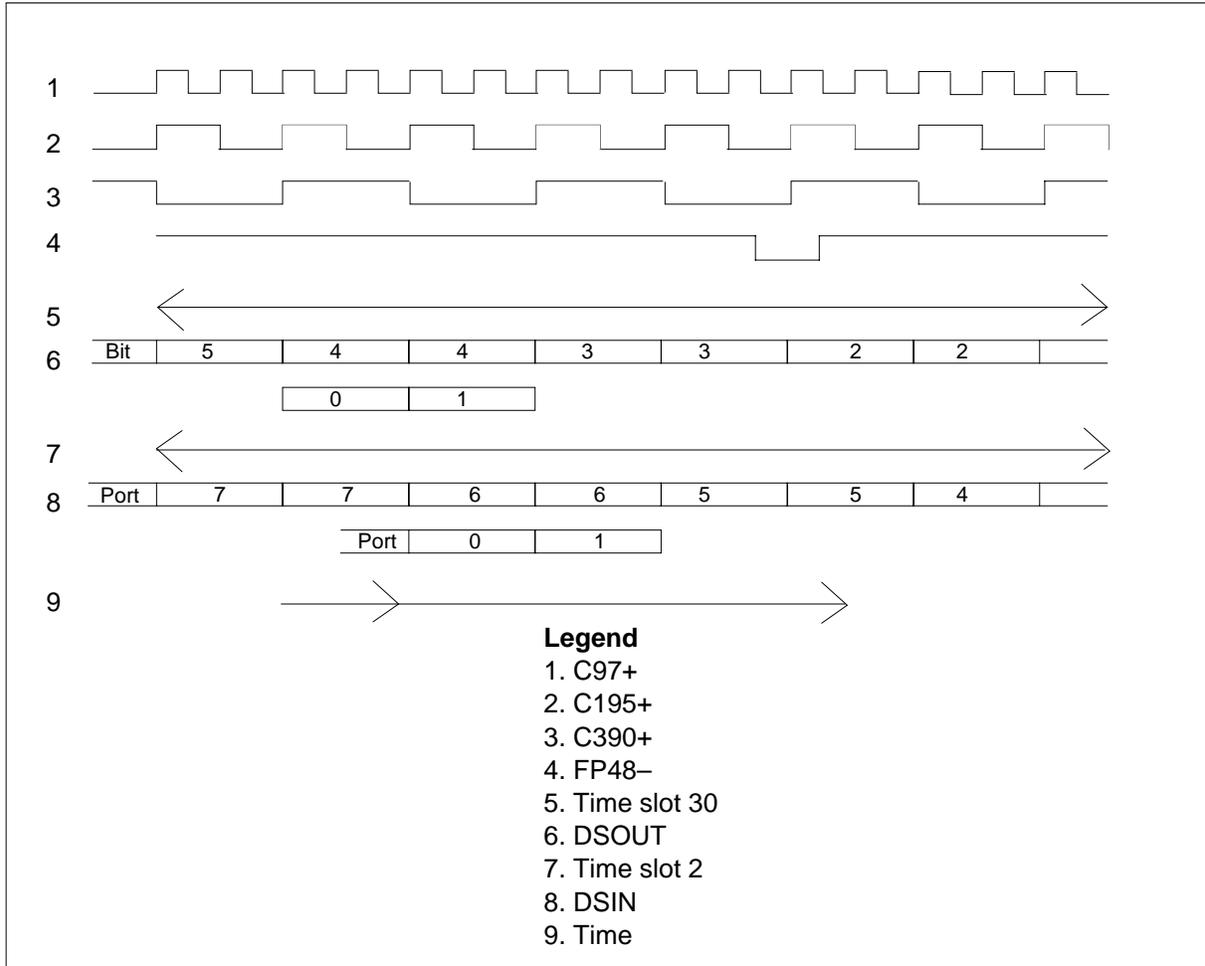 1
2
3
4
5
6 Bit 5 4 4 3 3 2 2
0 1
7
8 Port 7 7 6 6 5 5 4
Port 0 1
9
Legend
1. C97+
2. C195+
3. C390+
4. FP48–
5. Time slot 30
6. DSOUT
7. Time slot 2
8. DSIN
9. Time